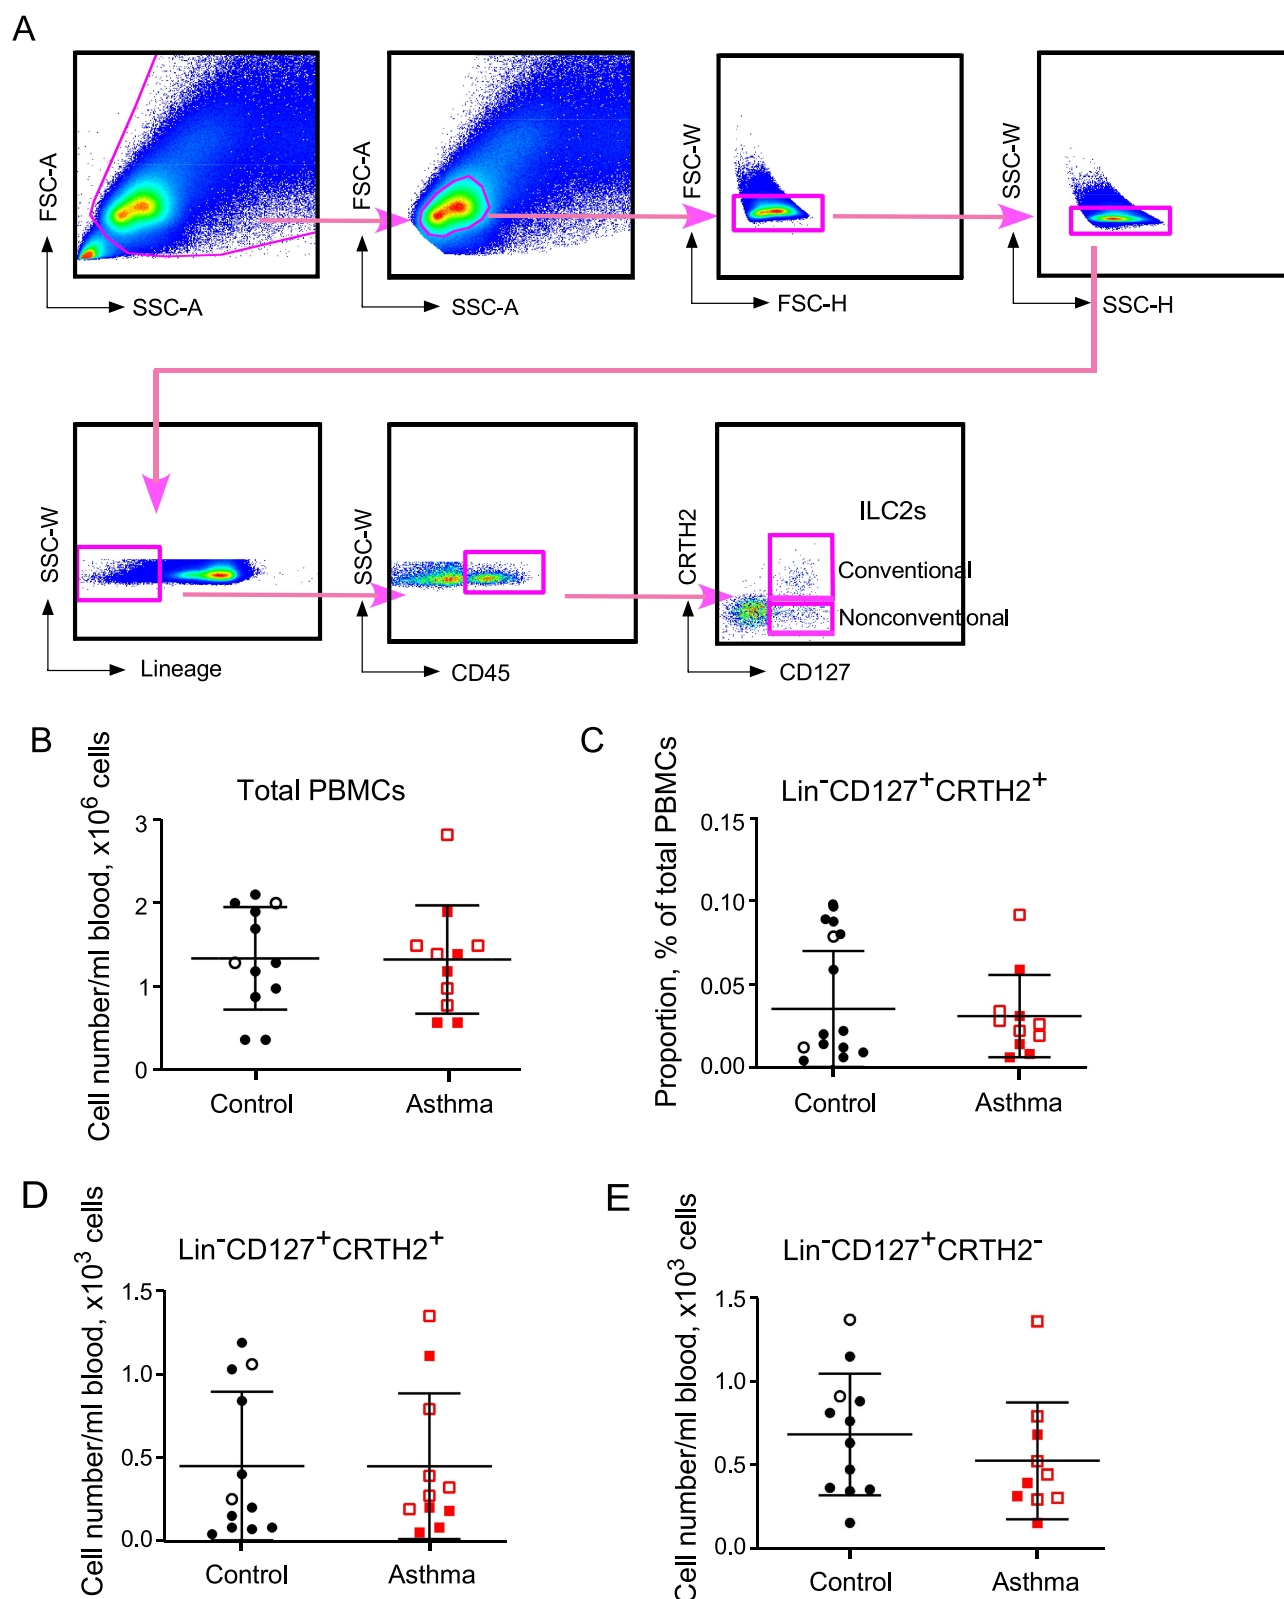 A
FSC-A
SSC-A
FSC-A
SSC-A
FSC-W
FSC-H
SSC-W
SSC-H
SSC-W
Lineage
SSC-W
CD45
CRTH2
ILC2s
Conventional
Nonconventional
CD127
B
Total PBMCs
Cell number/ml blood, x10⁶ cells
3
2
1
0
Control
Asthma
C
Lin⁻CD127⁺CRTH2⁺
Proportion, % of total PBMCs
0.15
0.10
0.05
0.00
Control
Asthma
D
Lin⁻CD127⁺CRTH2⁺
Cell number/ml blood, x10³ cells
1.5
1.0
0.5
0.0
Control
Asthma
E
Lin⁻CD127⁺CRTH2⁻
Cell number/ml blood, x10³ cells
1.5
1.0
0.5
0.0
Control
Asthma